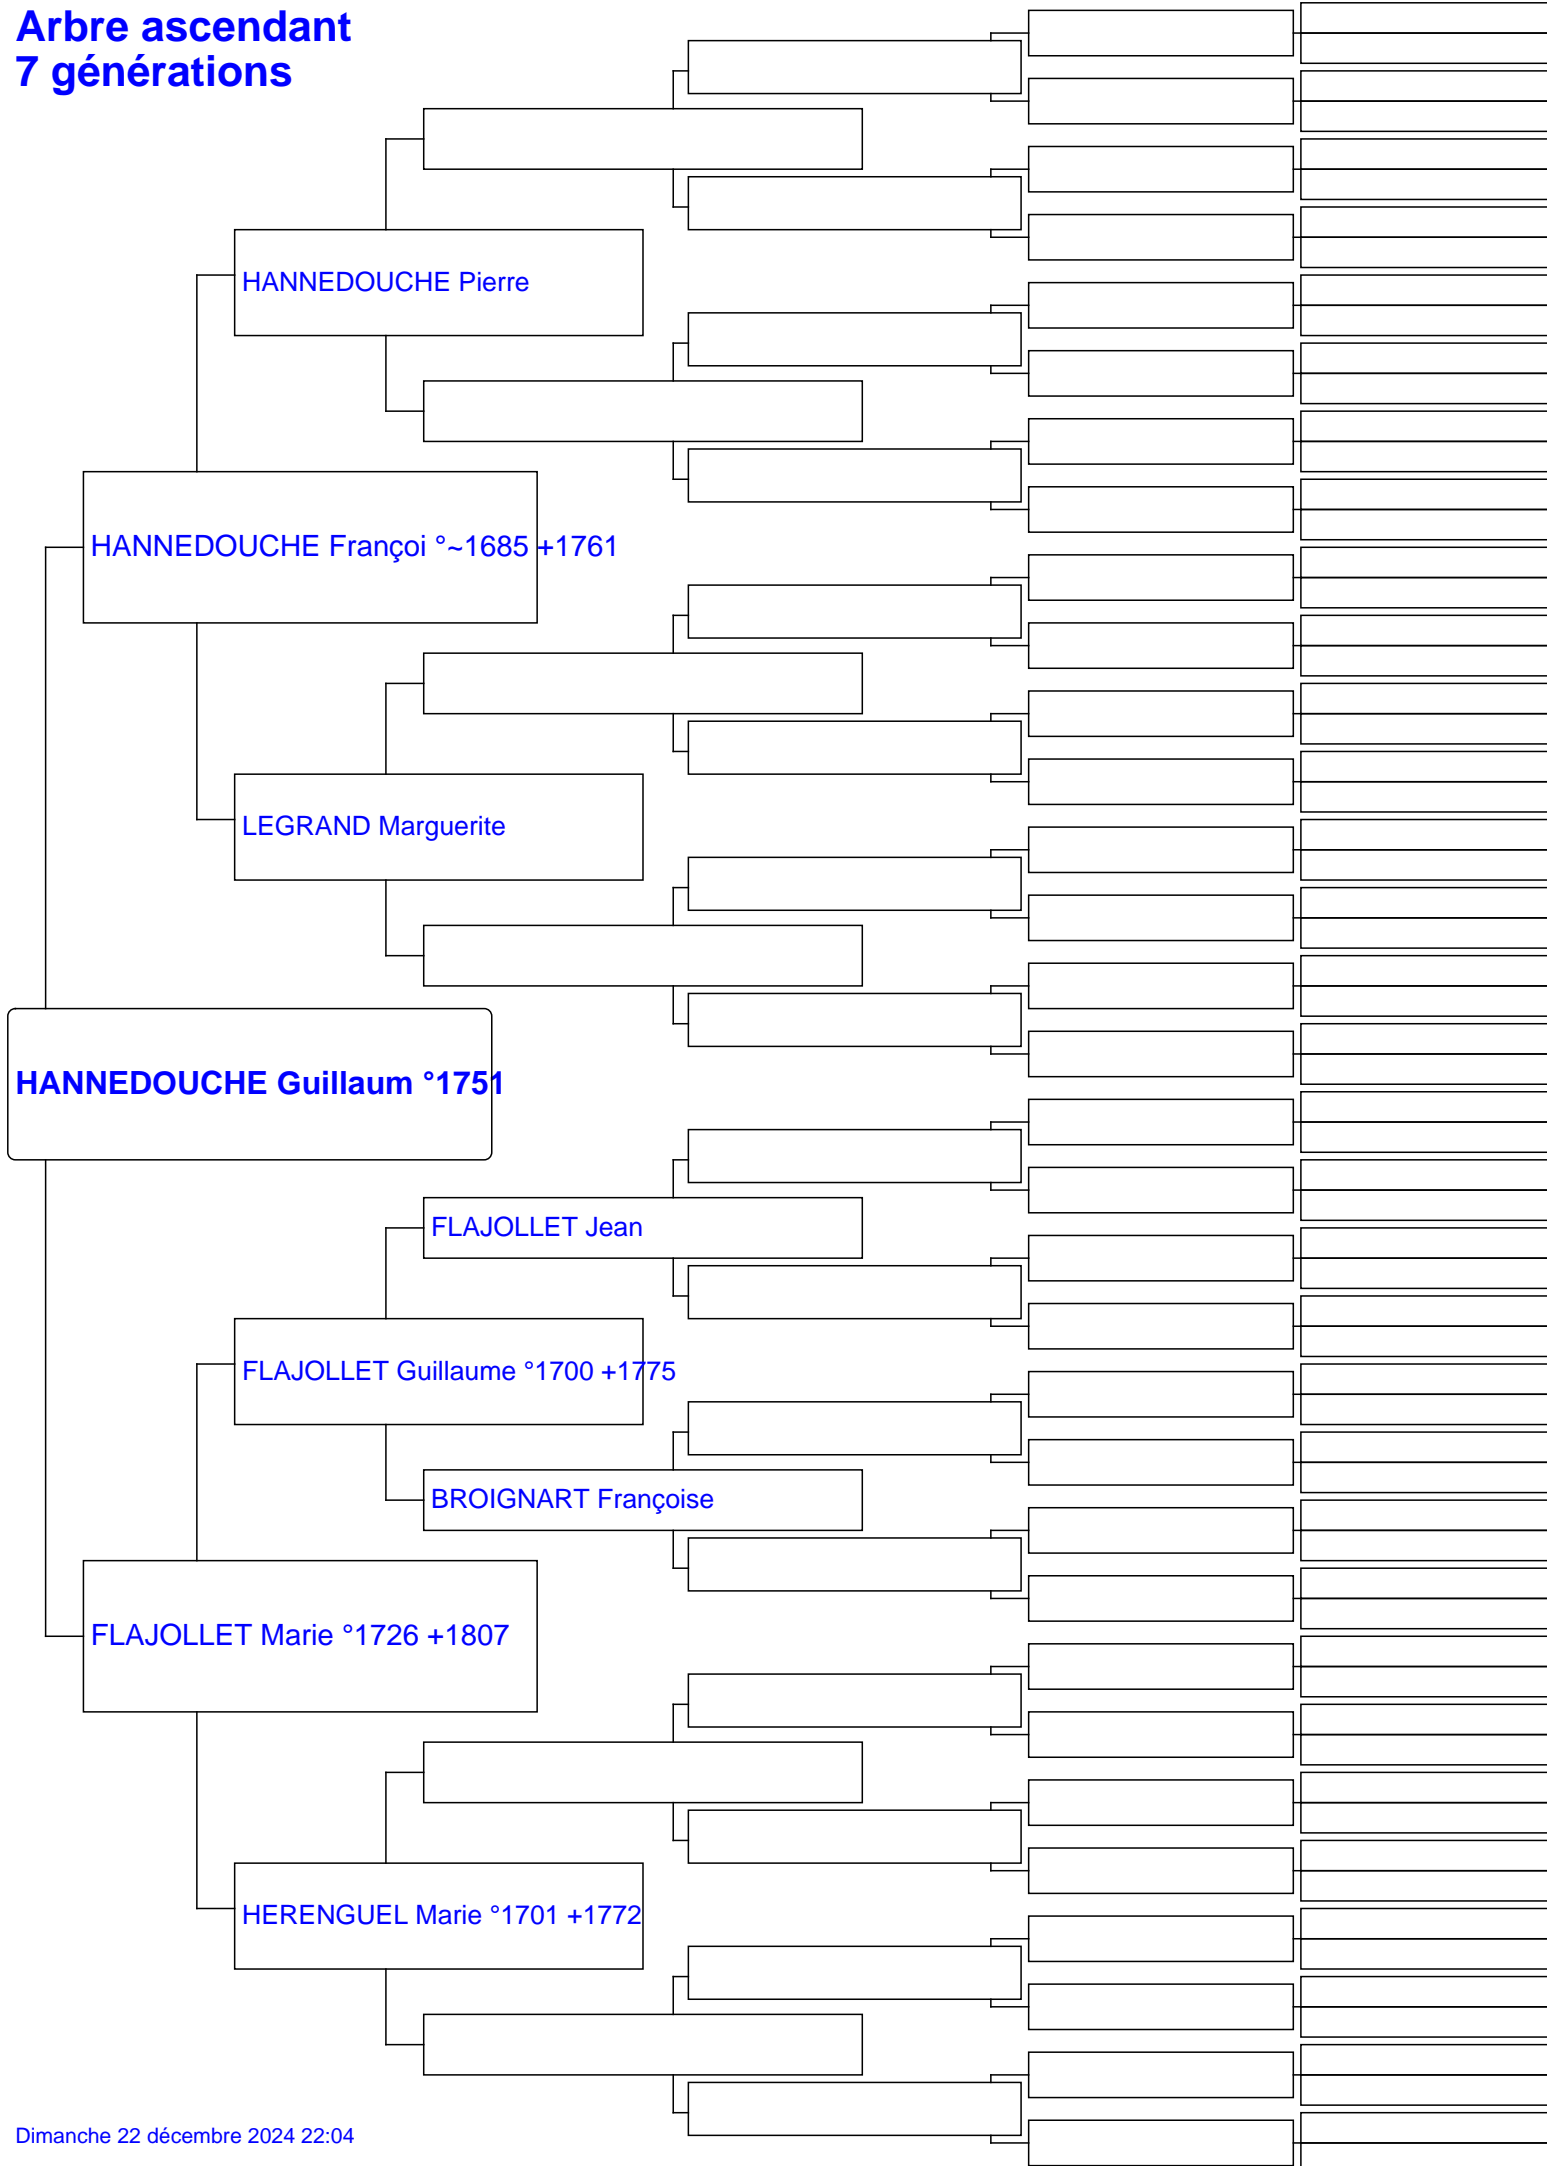 Arbre ascendant
7 générations
HANNEDOUCHE Pierre
HANNEDOUCHE Françoi °~1685 +1761
LEGRAND Marguerite
HANNEDOUCHE Guillaum °1751
FLAJOLLET Jean
FLAJOLLET Guillaume °1700 +1775
BROIGNART Françoise
FLAJOLLET Marie °1726 +1807
HERENGUEL Marie °1701 +1772
Dimanche 22 décembre 2024 22:04